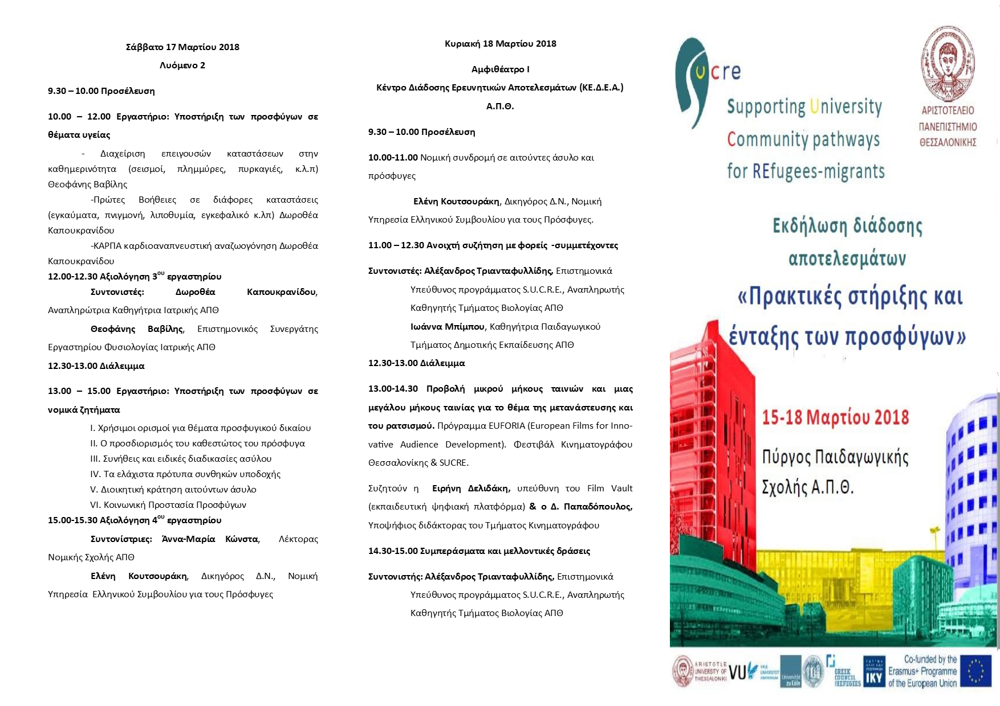 Σάββατο 17 Μαρτίου 2018
Λυόμενο 2
9.30 – 10.00 Προσέλευση
10.00 – 12.00 Εργαστήριο: Υποστήριξη των προσφύγων σε
θέματα υγείας
- Διαχείριση επειγουσών καταστάσεων στην
καθημερινότητα (σεισμοί, πλημμύρες, πυρκαγιές, κ.λ.π)
Θεοφάνης Βαβίλης
-Πρώτες Βοήθειες σε διάφορες καταστάσεις
(εγκαύματα, πνιγμονή, λιποθυμία, εγκεφαλικό κ.λπ) Δωροθέα
Καπουκρανίδου
-ΚΑΡΠΑ καρδιοαναπνευστική αναζωογόνηση Δωροθέα
Καπουκρανίδου
12.00-12.30 Αξιολόγηση 3ου εργαστηρίου
Συντονιστές: Δωροθέα Καπουκρανίδου,
Αναπληρώτρια Καθηγήτρια Ιατρικής ΑΠΘ
Θεοφάνης Βαβίλης, Επιστημονικός Συνεργάτης
Εργαστηρίου Φυσιολογίας Ιατρικής ΑΠΘ
12.30-13.00 Διάλειμμα
13.00 – 15.00 Εργαστήριο: Υποστήριξη των προσφύγων σε
νομικά ζητήματα
I. Χρήσιμοι ορισμοί για θέματα προσφυγικού δικαίου
II. Ο προσδιορισμός του καθεστώτος του πρόσφυγα
III. Συνήθεις και ειδικές διαδικασίες ασύλου
IV. Τα ελάχιστα πρότυπα συνθηκών υποδοχής
V. Διοικητική κράτηση αιτούντων άσυλο
VI. Κοινωνική Προστασία Προσφύγων
15.00-15.30 Αξιολόγηση 4ου εργαστηρίου
Συντονίστριες: Άννα-Μαρία Κώνστα, Λέκτορας
Νομικής Σχολής ΑΠΘ
Ελένη Κουτσουράκη, Δικηγόρος Δ.Ν., Νομική
Υπηρεσία Ελληνικού Συμβουλίου για τους Πρόσφυγες
Κυριακή 18 Μαρτίου 2018
Αμφιθέατρο Ι
Κέντρο Διάδοσης Ερευνητικών Αποτελεσμάτων (ΚΕ.Δ.Ε.Α.)
Α.Π.Θ.
9.30 – 10.00 Προσέλευση
10.00-11.00 Νομική συνδρομή σε αιτούντες άσυλο και
πρόσφυγες
Ελένη Κουτσουράκη, Δικηγόρος Δ.Ν., Νομική
Υπηρεσία Ελληνικού Συμβουλίου για τους Πρόσφυγες.
11.00 – 12.30 Ανοιχτή συζήτηση με φορείς -συμμετέχοντες
Συντονιστές: Αλέξανδρος Τριανταφυλλίδης, Επιστημονικά
Υπεύθυνος προγράμματος S.U.C.R.E., Αναπληρωτής
Καθηγητής Τμήματος Βιολογίας ΑΠΘ
Ιωάννα Μπίμπου, Καθηγήτρια Παιδαγωγικού
Τμήματος Δημοτικής Εκπαίδευσης ΑΠΘ
12.30-13.00 Διάλειμμα
13.00-14.30 Προβολή μικρού μήκους ταινιών και μιας
μεγάλου μήκους ταινίας για το θέμα της μετανάστευσης και
του ρατσισμού. Πρόγραμμα EUFORIA (European Films for Inno-
vative Audience Development). Φεστιβάλ Κινηματογράφου
Θεσσαλονίκης & SUCRE.
Συζητούν η Ειρήνη Δελιδάκη, υπεύθυνη του Film Vault
(εκπαιδευτική ψηφιακή πλατφόρμα) & ο Δ. Παπαδόπουλος,
Υποψήφιος διδάκτορας του Τμήματος Κινηματογράφου
14.30-15.00 Συμπεράσματα και μελλοντικές δράσεις
Συντονιστής: Αλέξανδρος Τριανταφυλλίδης, Επιστημονικά
Υπεύθυνος προγράμματος S.U.C.R.E., Αναπληρωτής
Καθηγητής Τμήματος Βιολογίας ΑΠΘ
sucre
Supporting University
Community pathways
for REfugees-migrants
ΑΡΙΣΤΟΤΕΛΕΙΟ
ΠΑΝΕΠΙΣΤΗΜΙΟ
ΘΕΣΣΑΛΟΝΙΚΗΣ
Εκδήλωση διάδοσης
αποτελεσμάτων
«Πρακτικές στήριξης και
ένταξης των προσφύγων»
15-18 Μαρτίου 2018
Πύργος Παιδαγωγικής
Σχολής Α.Π.Θ.
ARISTOTLE
UNIVERSITY OF
THESSALONIKI
VU
VRIJE
UNIVERSITEIT
AMSTERDAM
Universität
zu Köln
GREEK
COUNCIL
REFUGEES
IKY
Co-funded by the
Erasmus+ Programme
of the European Union